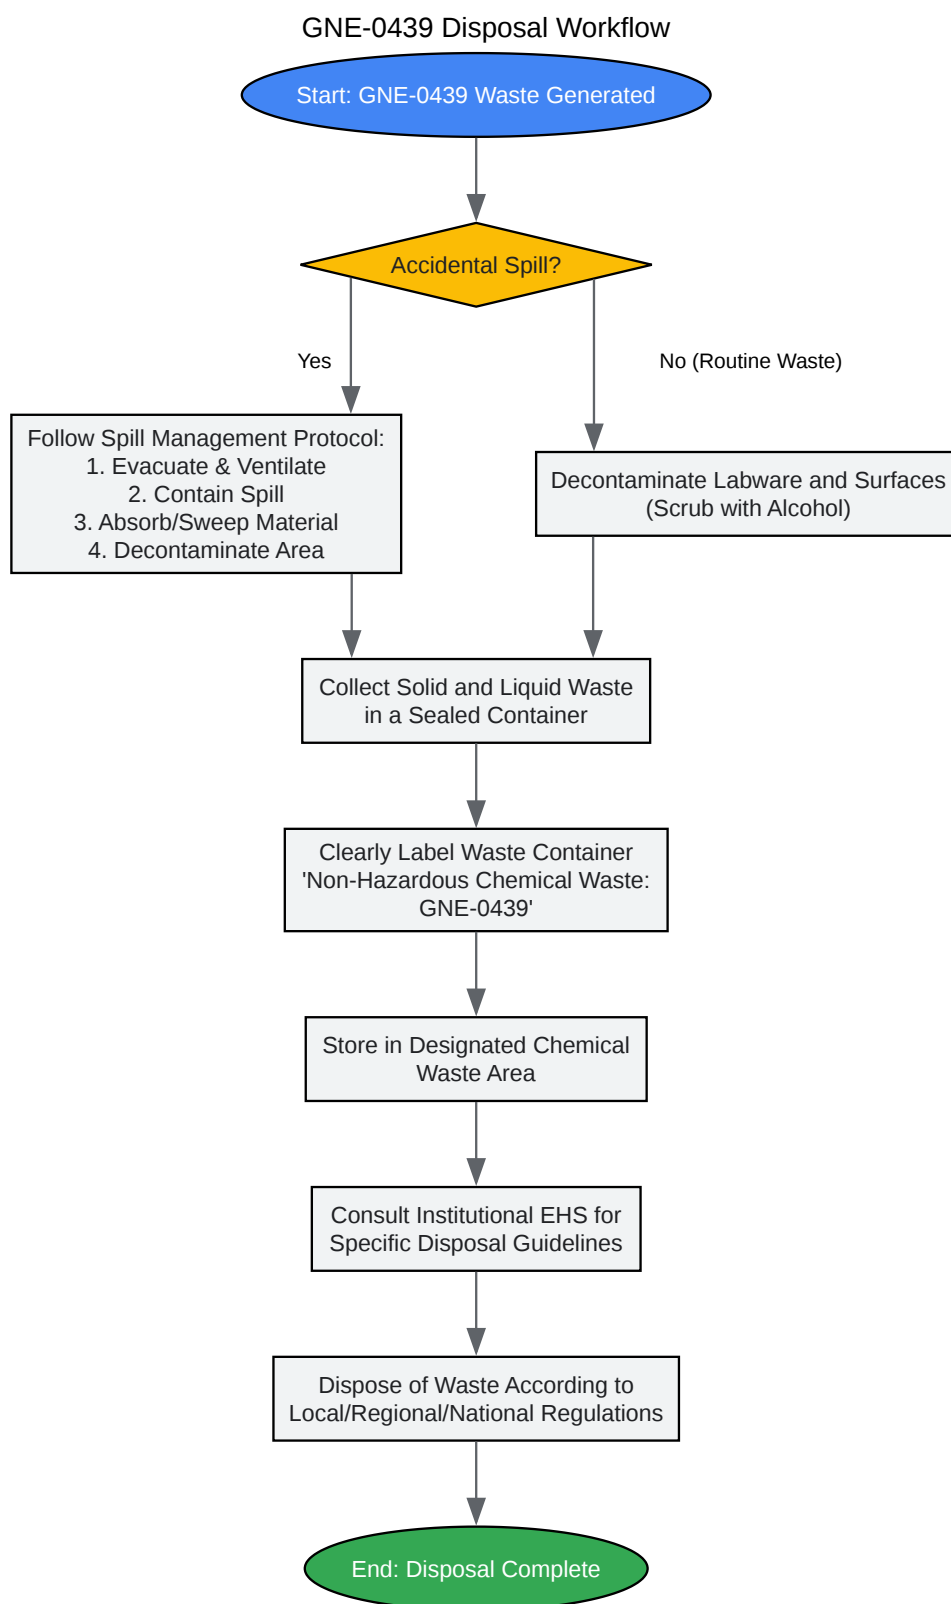 GNE-0439 Disposal Workflow
Start: GNE-0439 Waste Generated
Accidental Spill?
Yes
No (Routine Waste)
Follow Spill Management Protocol:
1. Evacuate & Ventilate
2. Contain Spill
3. Absorb/Sweep Material
4. Decontaminate Area
Decontaminate Labware and Surfaces
(Scrub with Alcohol)
Collect Solid and Liquid Waste
in a Sealed Container
Clearly Label Waste Container
'Non-Hazardous Chemical Waste:
GNE-0439'
Store in Designated Chemical
Waste Area
Consult Institutional EHS for
Specific Disposal Guidelines
Dispose of Waste According to
Local/Regional/National Regulations
End: Disposal Complete